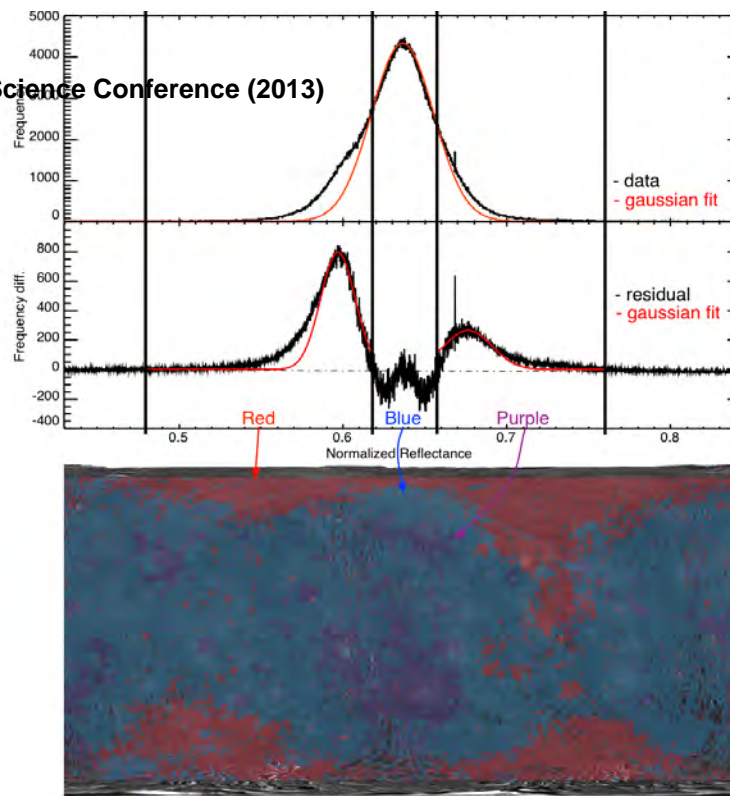 5000
Science Conference (2013)
4000
3000
2000
1000
0
Frequency
- data
- gaussian fit
800
600
400
200
0
-200
-400
Frequency diff.
- residual
- gaussian fit
Red
Blue
Purple
0.5
0.6
0.7
0.8
Normalized Reflectance